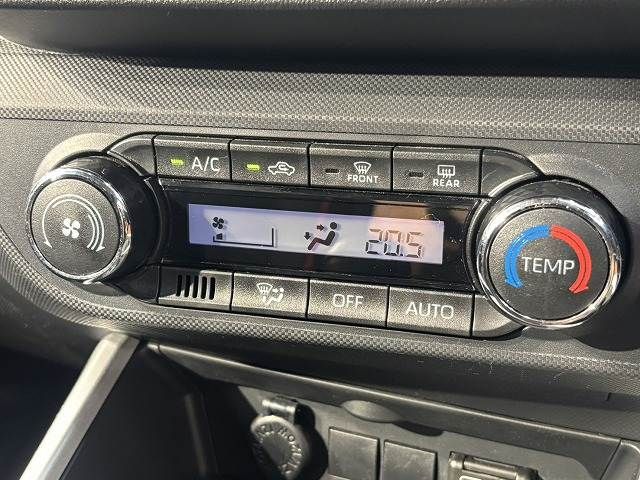 A/C
FRONT
REAR
20.5
TEMP
OFF
AUTO